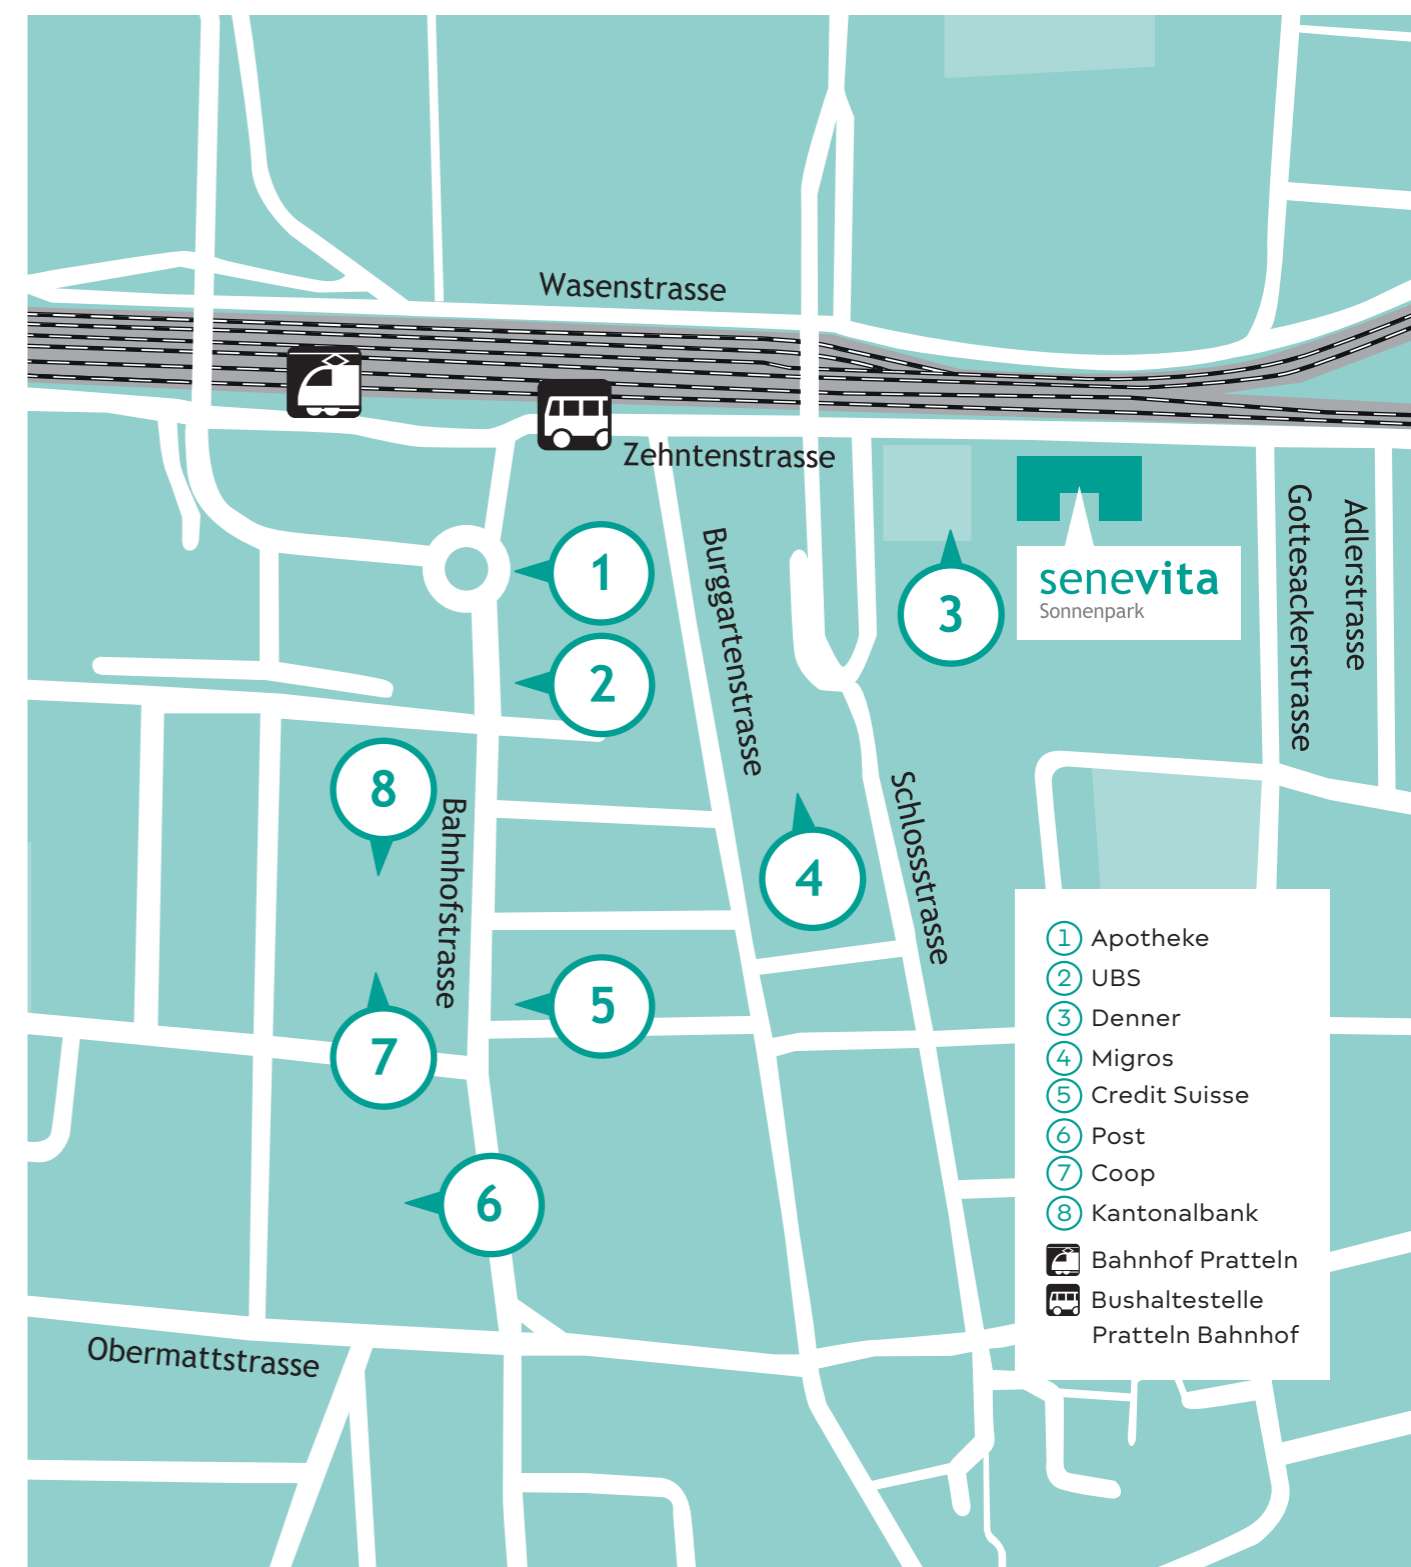 Wasenstrasse
Zehntenstrasse
Burggartenstrasse
Gottesackerstrasse
Adlerstrasse
1
senevita
Sonnenpark
3
2
8
Bahnhofstrasse
Schlossstrasse
4
5
7
6
Obermattstrasse
1 Apotheke
2 UBS
3 Denner
4 Migros
5 Credit Suisse
6 Post
7 Coop
8 Kantonalbank
Bahnhof Pratteln
Bushaltestelle
Pratteln Bahnhof